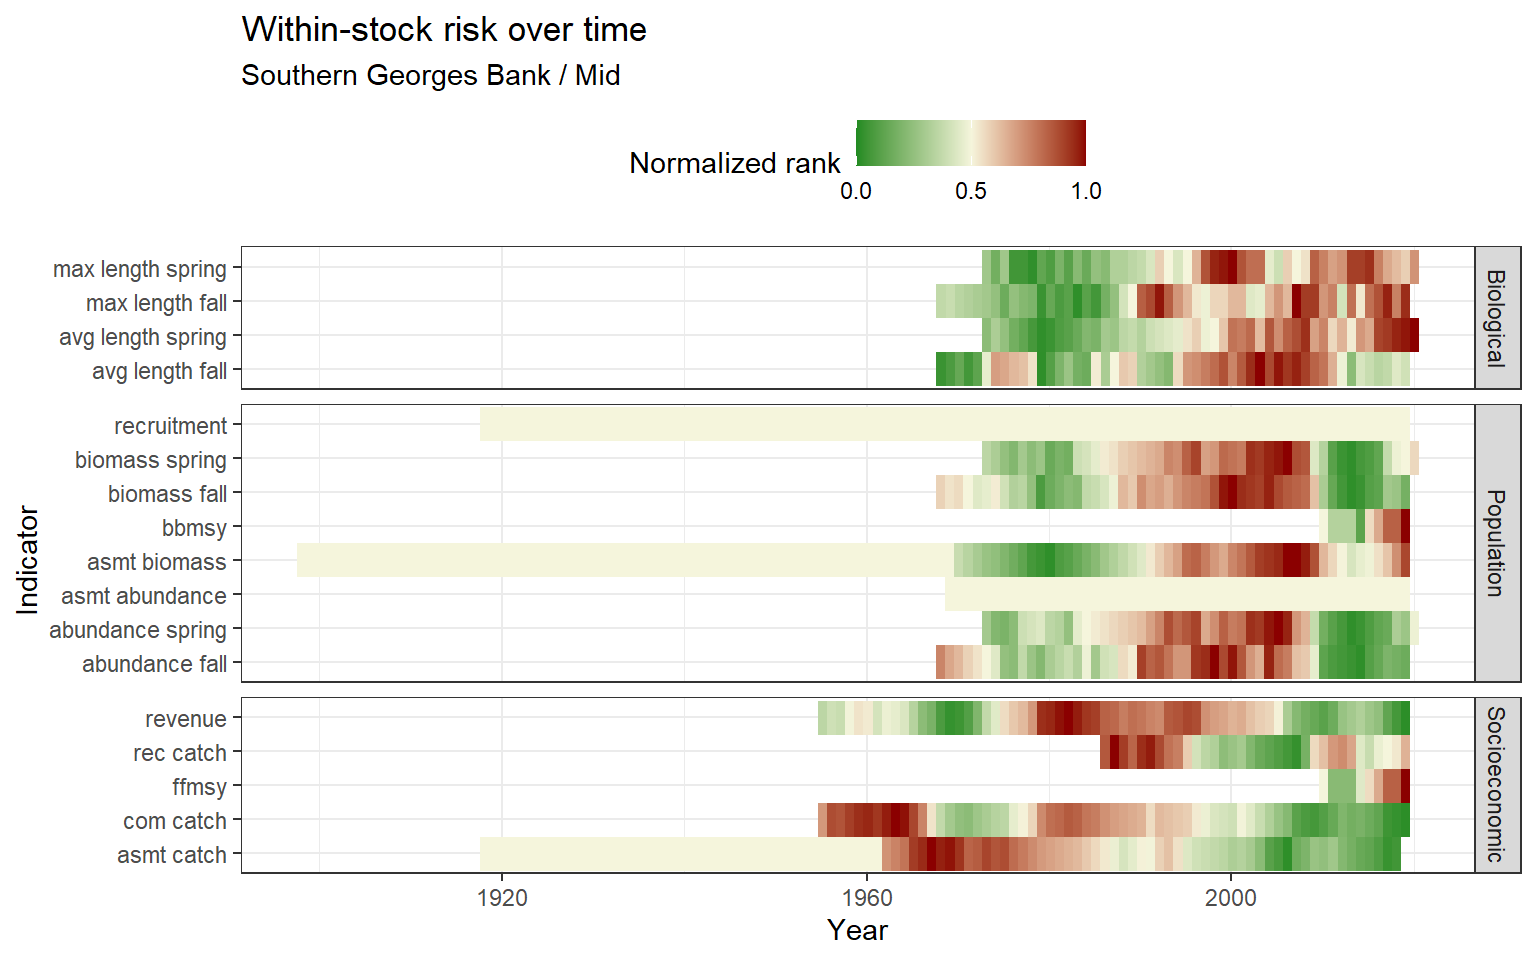 Within-stock risk over time
Southern Georges Bank / Mid
Normalized rank
0.0 0.5 1.0
max length spring
max length fall
avg length spring
avg length fall
Biological
recruitment
biomass spring
biomass fall
bbmsy
asmt biomass
asmt abundance
abundance spring
abundance fall
Population
revenue
rec catch
ffmsy
com catch
asmt catch
Socioeconomic
Indicator
1920 1960 2000
Year